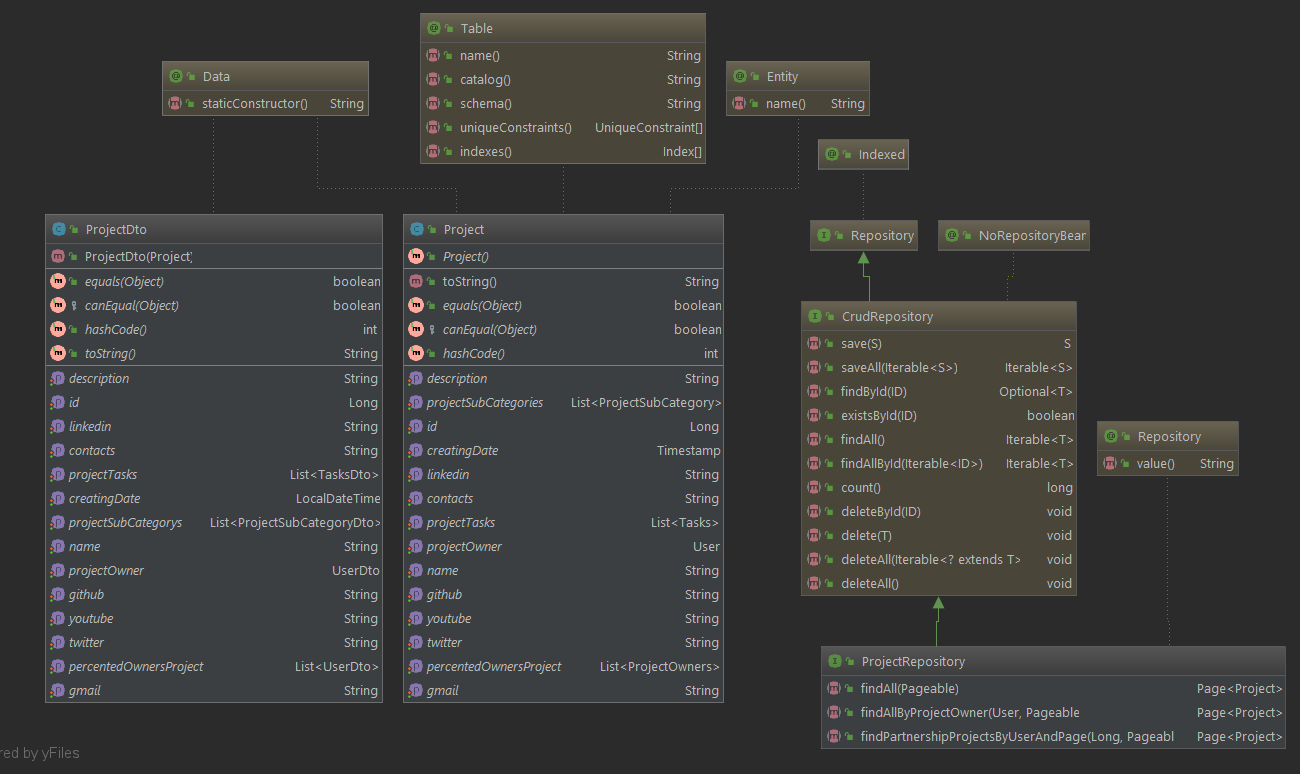 Table
name() String
catalog() String
schema() String
uniqueConstraints() UniqueConstraint[]
indexes() Index[]
Data
staticConstructor() String
Entity
name() String
Indexed
Repository
NoRepositoryBear
ProjectDto
ProjectDto(Project)
equals(Object) boolean
canEqual(Object) boolean
hashCode() int
toString() String
description String
id Long
linkedin String
contacts String
projectTasks List<TasksDto>
creatingDate LocalDateTime
projectSubCategorys List<ProjectSubCategoryDto>
name String
projectOwner UserDto
github String
youtube String
twitter String
percentedOwnersProject List<UserDto>
gmail String
Project
Project()
toString() String
equals(Object) boolean
canEqual(Object) boolean
hashCode() int
description String
projectSubCategories List<ProjectSubCategory>
id Long
creatingDate Timestamp
linkedin String
contacts String
projectTasks List<Tasks>
projectOwner User
name String
github String
youtube String
twitter String
percentedOwnersProject List<ProjectOwners>
gmail String
CrudRepository
save(S) S
saveAll(Iterable<S>) Iterable<S>
findById(ID) Optional<T>
existsById(ID) boolean
findAll() Iterable<T>
findAllById(Iterable<ID>) Iterable<T>
count() long
deleteById(ID) void
delete(T) void
deleteAll(Iterable<? extends T> void
deleteAll() void
Repository
value() String
ProjectRepository
findAll(Pageable) Page<Project>
findAllByProjectOwner(User, Pageable Page<Project>
findPartnershipProjectsByUserAndPage(Long, Pageabl Page<Project>
red by yFiles